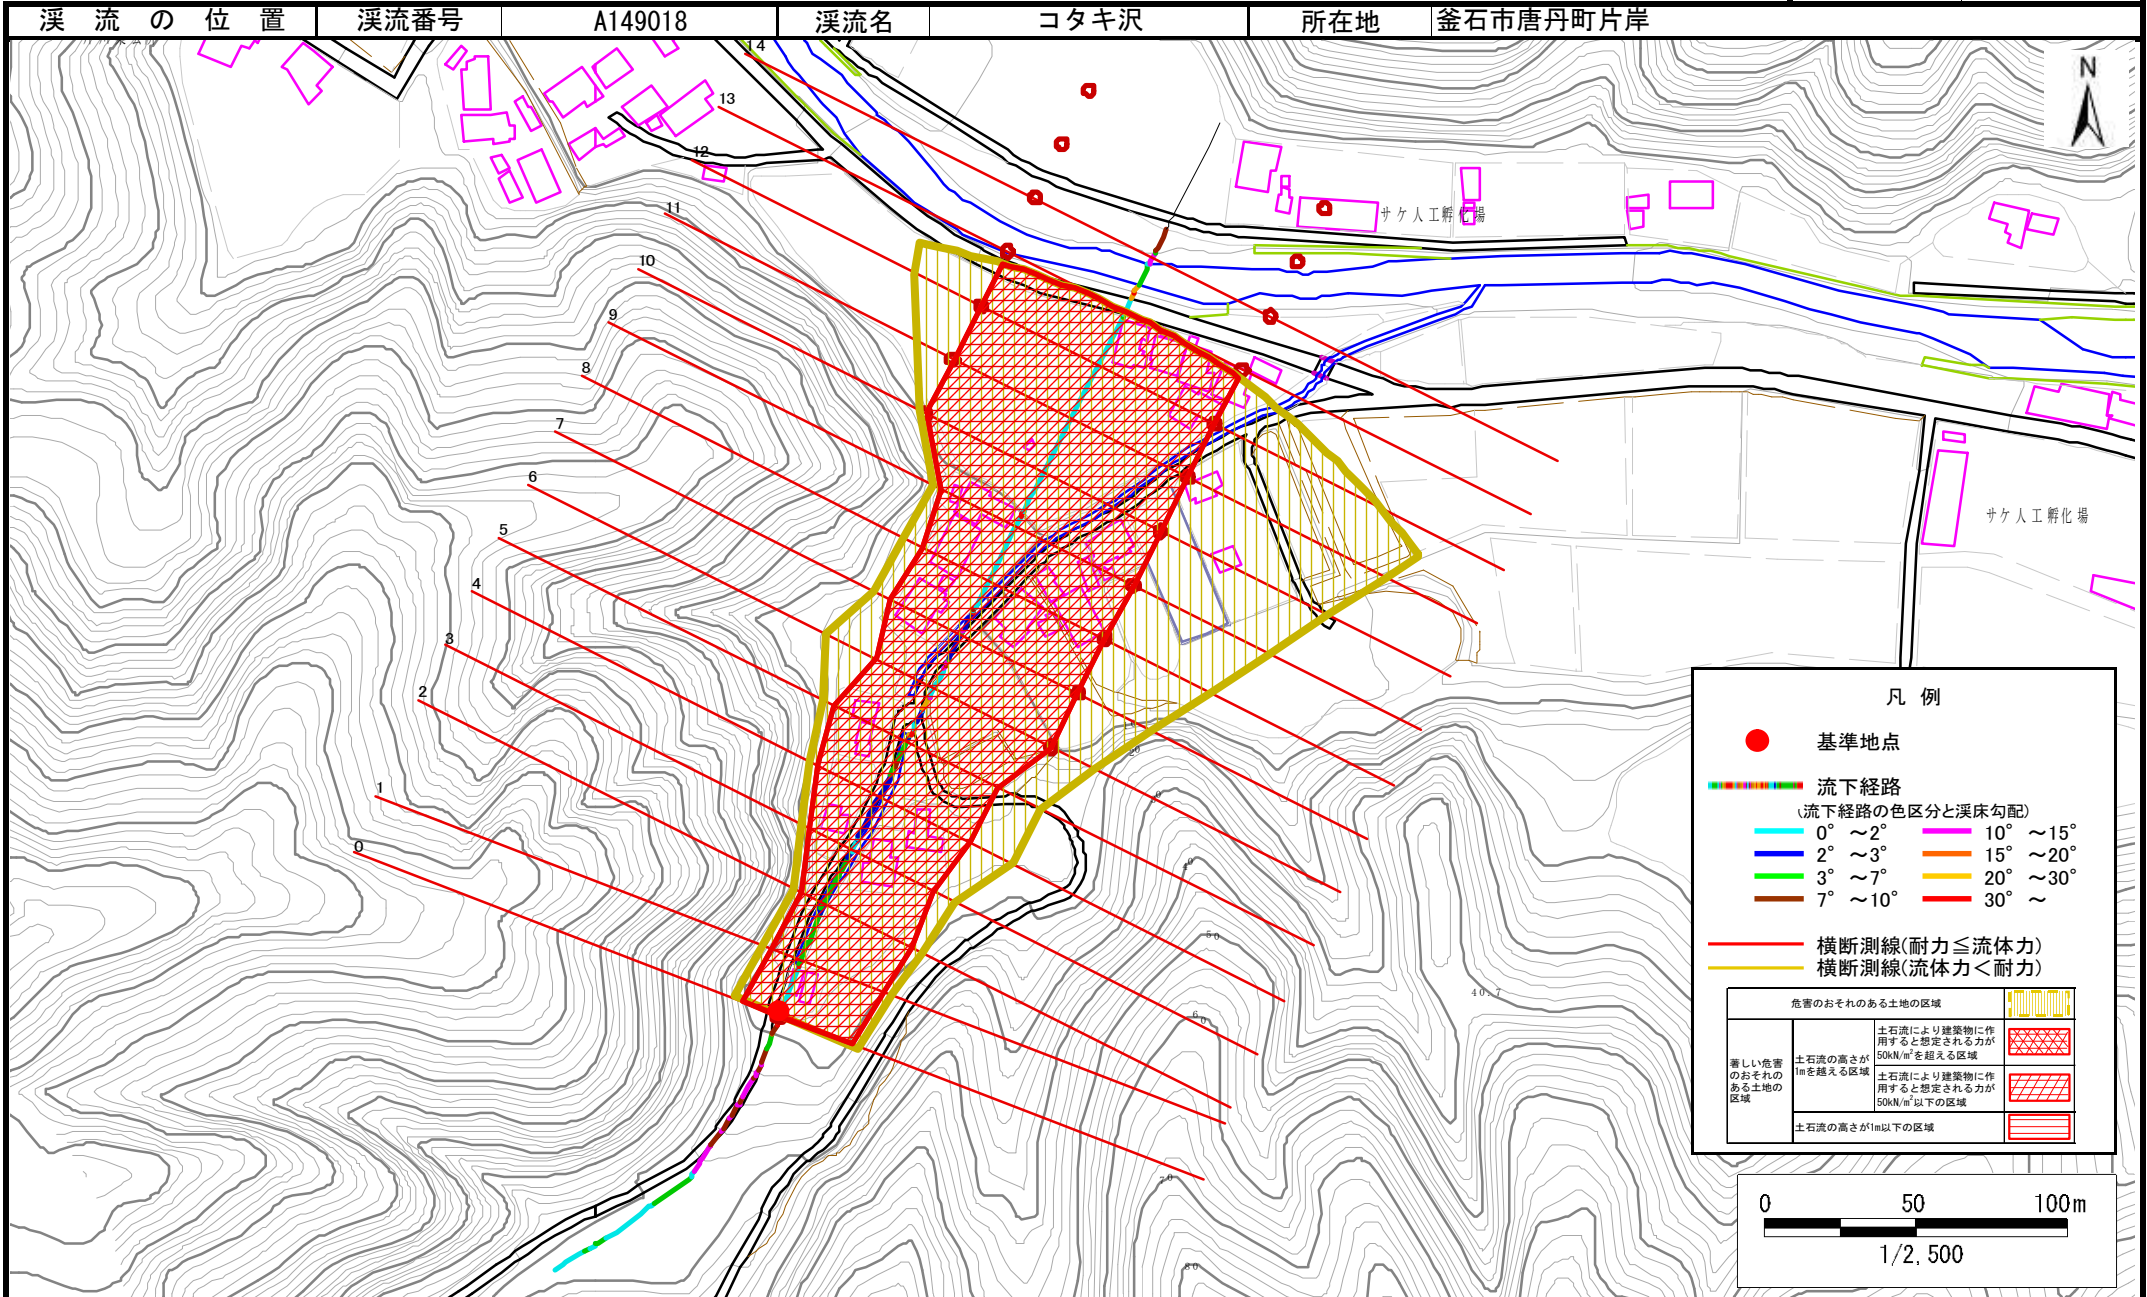 渓流の位置 渓流番号 A149018 渓流名 コタキ沢 所在地 釜石市唐丹町片岸
N
14
13
12
11
10
9
8
7
6
5
4
3
2
1
0
サケ人工孵化場
サケ人工孵化場
20
30
40
50
60
70
80
40.7
凡 例
基準地点
流下経路
(流下経路の色区分と渓床勾配)
0° ～2° 10° ～15°
2° ～3° 15° ～20°
3° ～7° 20° ～30°
7° ～10° 30° ～
横断測線(耐力≦流体力)
横断測線(流体力＜耐力)
危害のおそれのある土地の区域
著しい危害
のおそれの
ある土地の
区域
土石流の高さが
1mを越える区域
土石流により建築物に作
用すると想定される力が
50kN/m²を超える区域
土石流により建築物に作
用すると想定される力が
50kN/m²以下の区域
土石流の高さが1m以下の区域
0 50 100m
1/2,500